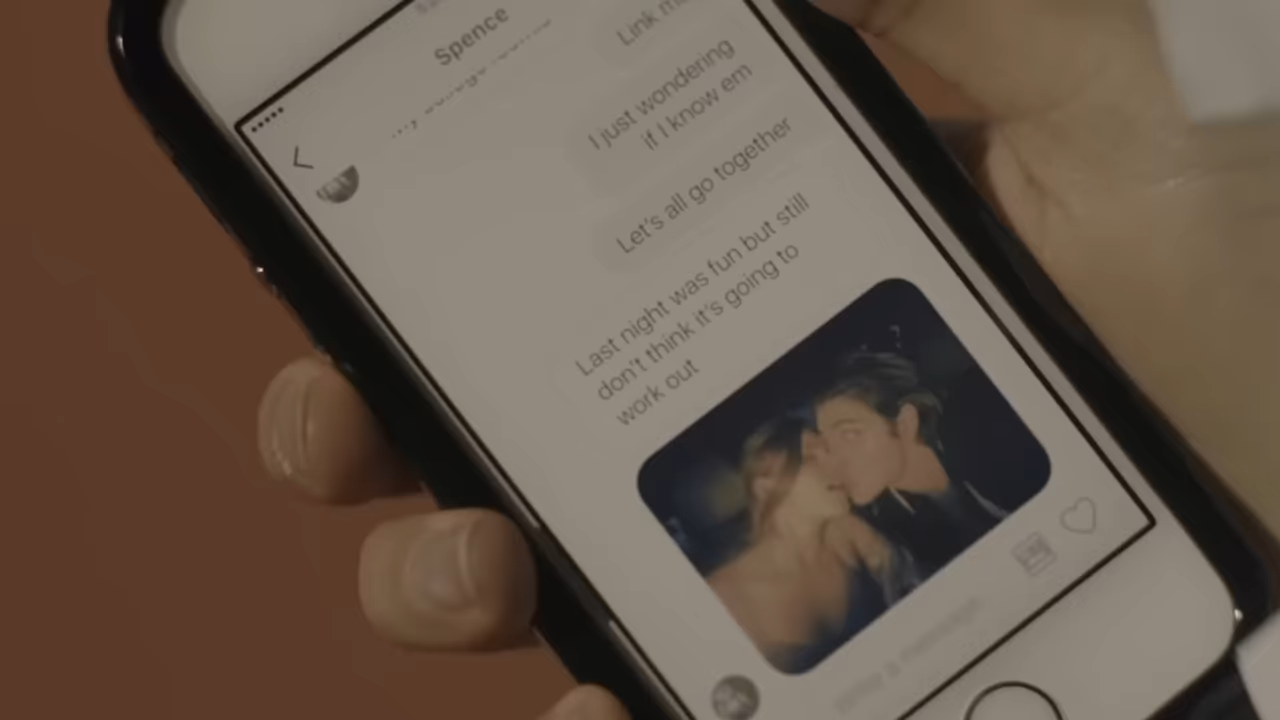 Spence
Link m
I just wondering
if I know em
Let's all go together
Last night was fun but still
don't think it's going to
work out